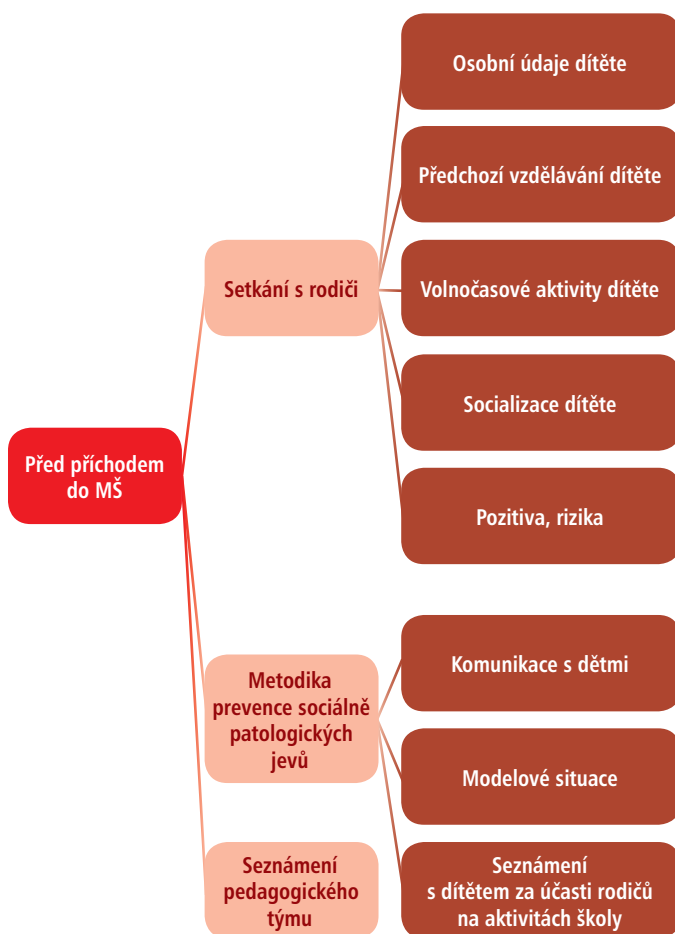 Před příchodem
do MŠ
Setkání s rodiči
Osobní údaje dítěte
Předchozí vzdělávání dítěte
Volnočasové aktivity dítěte
Socializace dítěte
Pozitiva, rizika
Metodika
prevence sociálně
patologických
jevů
Komunikace s dětmi
Modelové situace
Seznámení
s dítětem za účasti rodičů
na aktivitách školy
Seznámení
pedagogického
týmu